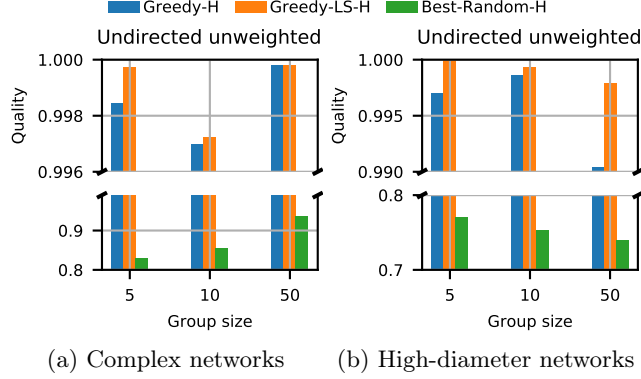 Greedy-H Greedy-LS-H Best-Random-H
Undirected unweighted
Quality
1.000
0.998
0.996
0.9
0.8
5 10 50
Group size
(a) Complex networks
Undirected unweighted
Quality
1.000
0.995
0.990
0.8
0.7
5 10 50
Group size
(b) High-diameter networks